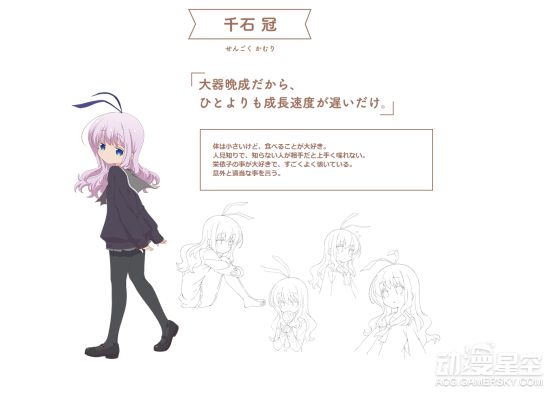 千石 冠
せんごく かむり
「大器晩成だから、
ひとよりも成長速度が遅いだけ。」
体は小さいけど、食べることが大好き。
人見知りで、知らない人が相手だと上手く喋れない。
栄依子の事が大好きで、すごくよく懐いている。
意外と適当な事を言う。
动漫星空
ACG.GAMERSKY.COM